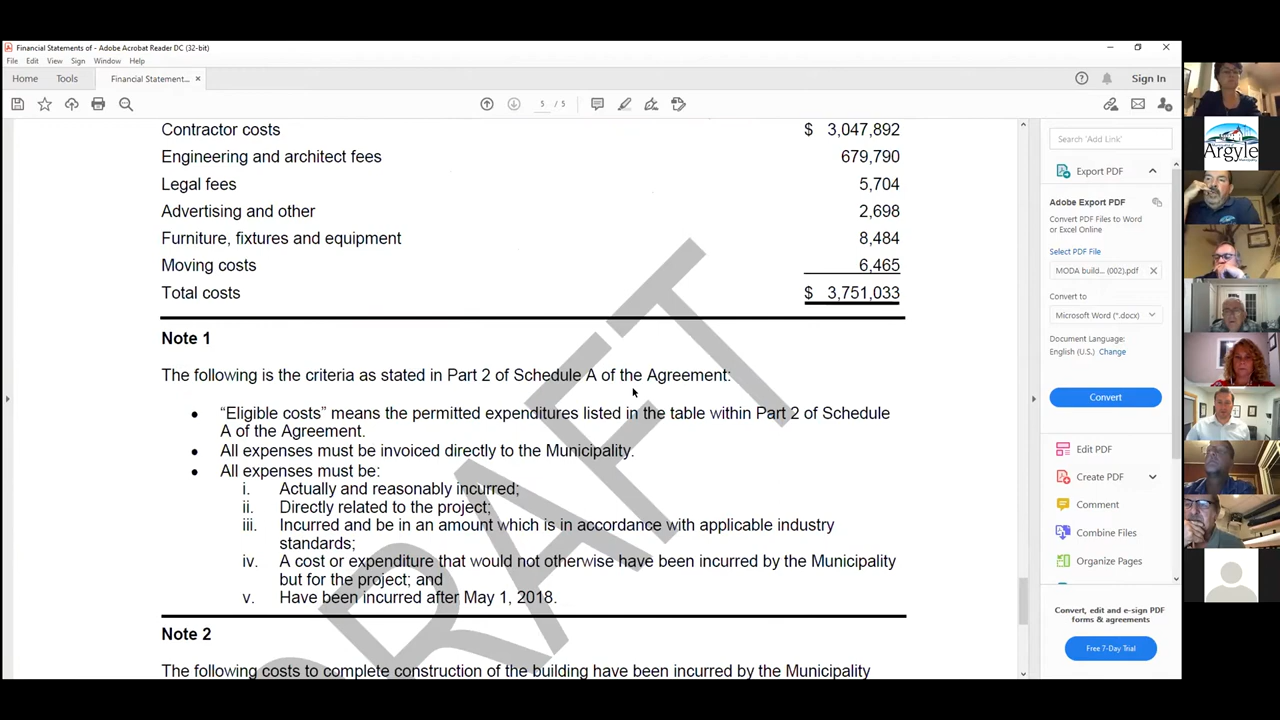 Financial Statements of - Adobe Acrobat Reader DC (32-bit)
File Edit View Sign Window Help
Home Tools Financial Statement... × Sign In
5 / 5
Contractor costs $ 3,047,892
Engineering and architect fees 679,790
Legal fees 5,704
Advertising and other 2,698
Furniture, fixtures and equipment 8,484
Moving costs 6,465
Total costs $ 3,751,033
Note 1
The following is the criteria as stated in Part 2 of Schedule A of the Agreement:
• “Eligible costs” means the permitted expenditures listed in the table within Part 2 of Schedule
A of the Agreement.
• All expenses must be invoiced directly to the Municipality.
• All expenses must be:
i. Actually and reasonably incurred;
ii. Directly related to the project;
iii. Incurred and be in an amount which is in accordance with applicable industry
standards;
iv. A cost or expenditure that would not otherwise have been incurred by the Municipality
but for the project; and
v. Have been incurred after May 1, 2018.
Note 2
The following costs to complete construction of the building have been incurred by the Municipality
DRAFT
Search 'Add Link'
Export PDF
Adobe Export PDF
Convert PDF Files to Word
or Excel Online
Select PDF File
MODA build... (002).pdf
Convert to
Microsoft Word (*.docx)
Document Language:
English (U.S.) Change
Convert
Edit PDF
Create PDF
Comment
Combine Files
Organize Pages
Convert, edit and e-sign PDF
forms & agreements
Free 7-Day Trial
Argyle